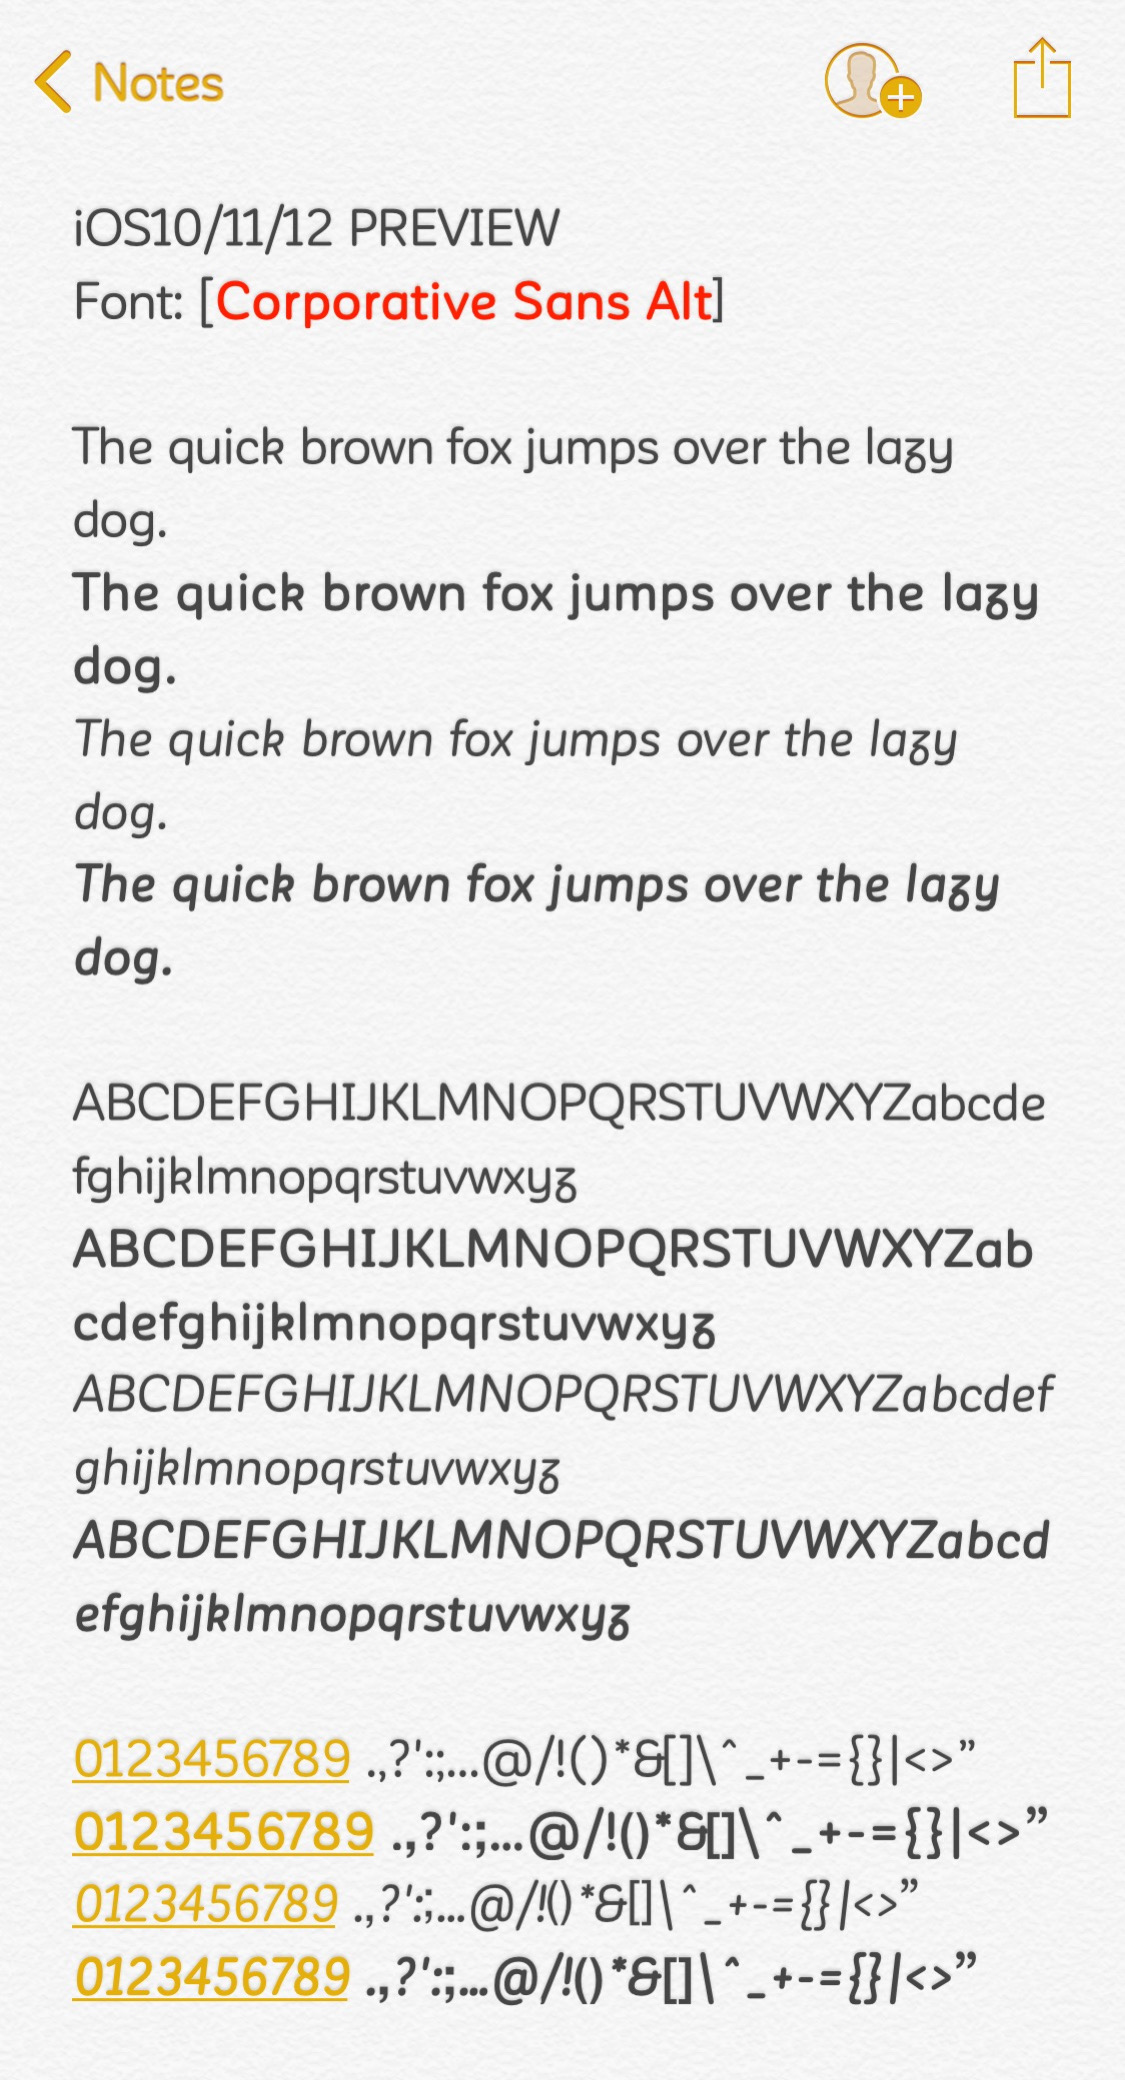 Notes
iOS10/11/12 PREVIEW
Font: [Corporative Sans Alt]
The quick brown fox jumps over the lazy
dog.
The quick brown fox jumps over the lazy
dog.
The quick brown fox jumps over the lazy
dog.
The quick brown fox jumps over the lazy
dog.
ABCDEFGHIJKLMNOPQRSTUVWXYZabcde
fghijklmnopqrstuvwxyz
ABCDEFGHIJKLMNOPQRSTUVWXYZab
cdefghijklmnopqrstuvwxyz
ABCDEFGHIJKLMNOPQRSTUVWXYZabcdef
ghijklmnopqrstuvwxyz
ABCDEFGHIJKLMNOPQRSTUVWXYZabcd
efghijklmnopqrstuvwxyz
0123456789 .,?':;...@/!()*&[]\^_+-={}|<>”
0123456789 .,?':;...@/!()*&[]\^_+-={}|<>”
0123456789 .,?':;...@/!()*&[]\^_+-={}|<>”
0123456789 .,?':;...@/!()*&[]\^_+-={}|<>”